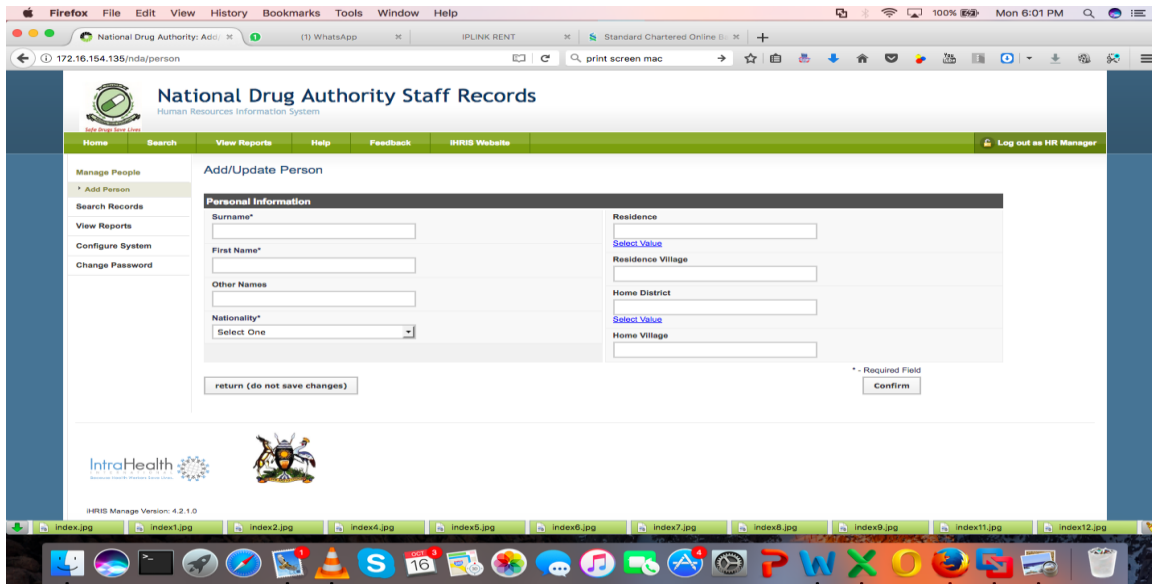 Firefox File Edit View History Bookmarks Tools Window Help 100% Mon 6:01 PM
National Drug Authority: Add/ (1) WhatsApp IPLINK RENT Standard Chartered Online Ba
172.16.154.135/nda/person print screen mac
National Drug Authority Staff Records
Human Resources Information System
Safe Drugs Save Lives
Home Search View Reports Help Feedback iHRIS Website Log out as HR Manager
Manage People
Add Person
Search Records
View Reports
Configure System
Change Password
Add/Update Person
Personal Information
Surname*
First Name*
Other Names
Nationality*
Select One
Residence
Select Value
Residence Village
Home District
Select Value
Home Village
* - Required Field
return (do not save changes) Confirm
IntraHealth
INTERNATIONAL
iHRIS Manage Version: 4.2.1.0
index.jpg index1.jpg index2.jpg index4.jpg index5.jpg index6.jpg index7.jpg index8.jpg index9.jpg index11.jpg index12.jpg
1 OCT 16 3 4